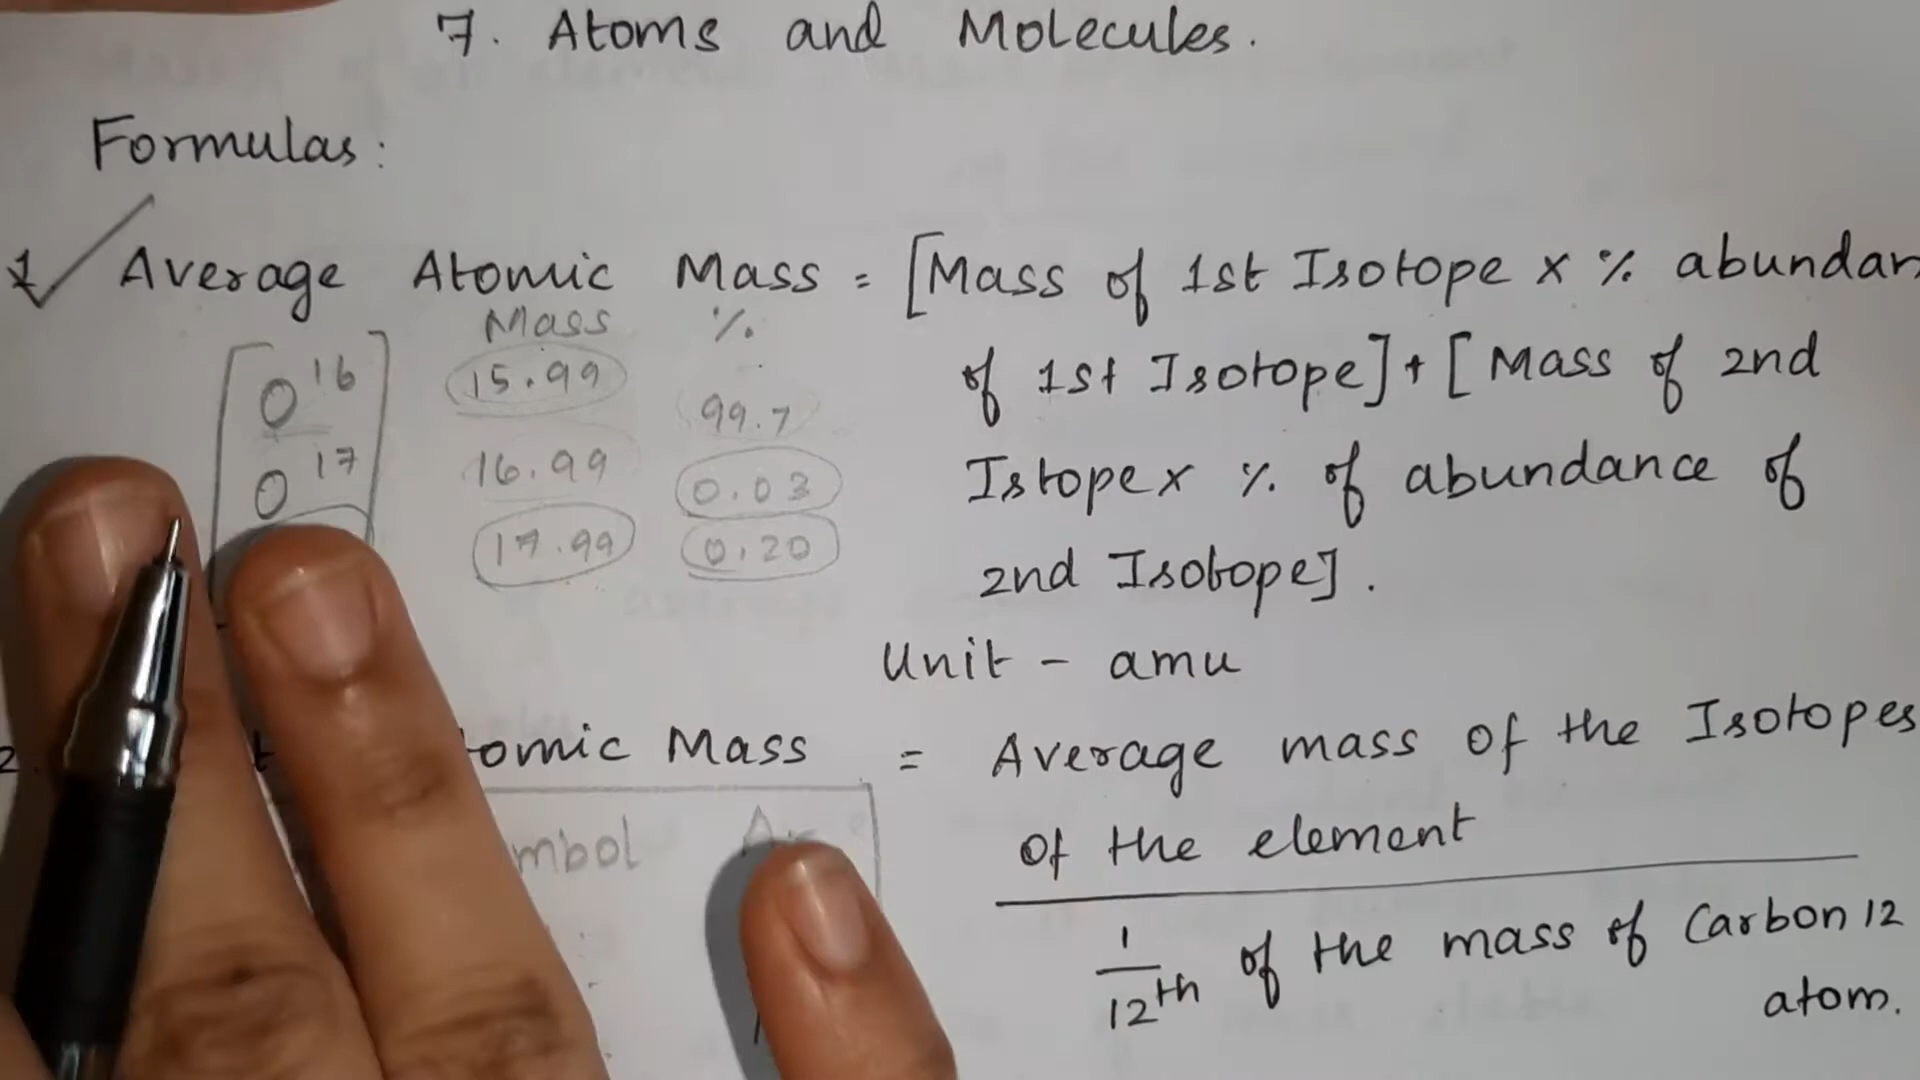 7. Atoms and Molecules.
Formulas:
1 Average Atomic Mass = [Mass of 1st Isotope x % abundan
of 1st Isotope] + [Mass of 2nd
Istope x % of abundance of
2nd Isotope].
Unit - amu
Mass %
O16 15.99 99.7
O17 16.99 0.03
17.99 0.20
2. omic Mass = Average mass of the Isotopes
of the element
1/12th of the mass of Carbon 12
atom.
mbol Ar